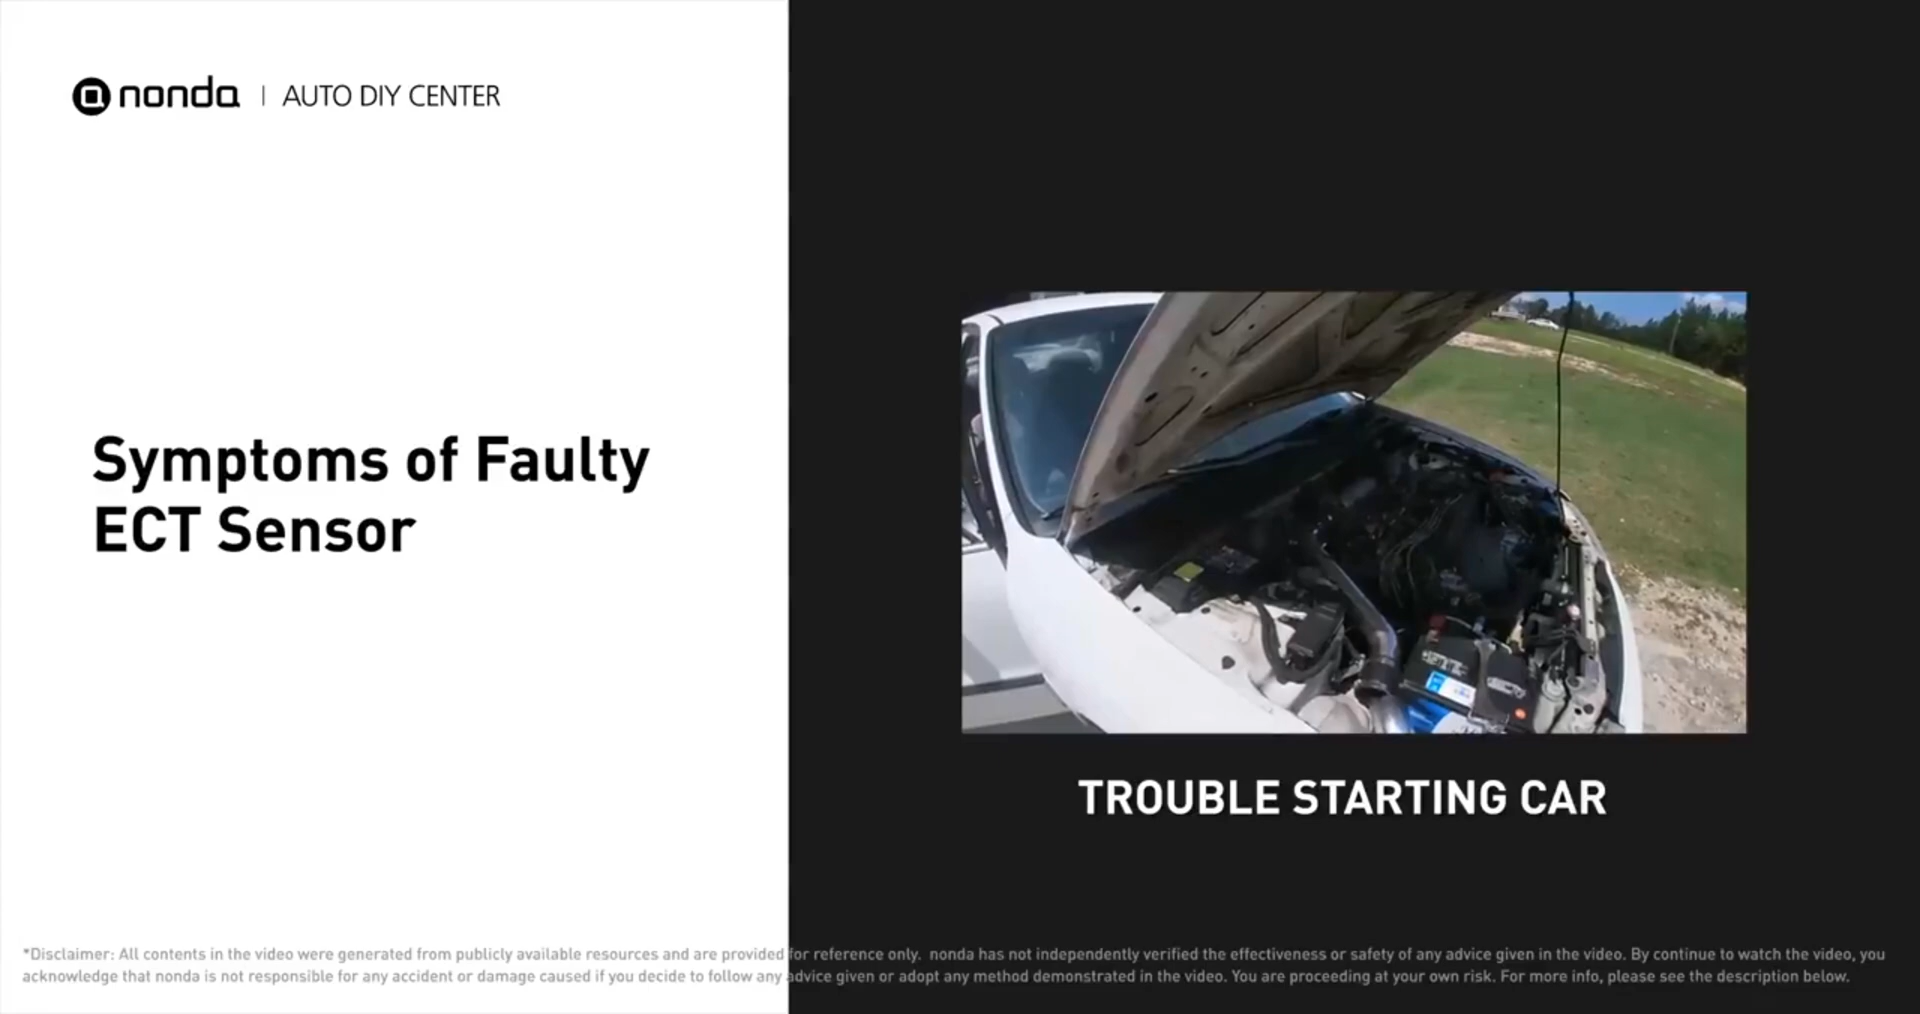 nonda | AUTO DIY CENTER
Symptoms of Faulty
ECT Sensor
TROUBLE STARTING CAR
*Disclaimer: All contents in the video were generated from publicly available resources and are provided for reference only.  nonda has not independently verified the effectiveness or safety of any advice given in the video. By continue to watch the video, you
acknowledge that nonda is not responsible for any accident or damage caused if you decide to follow any advice given or adopt any method demonstrated in the video. You are proceeding at your own risk. For more info, please see the description below.